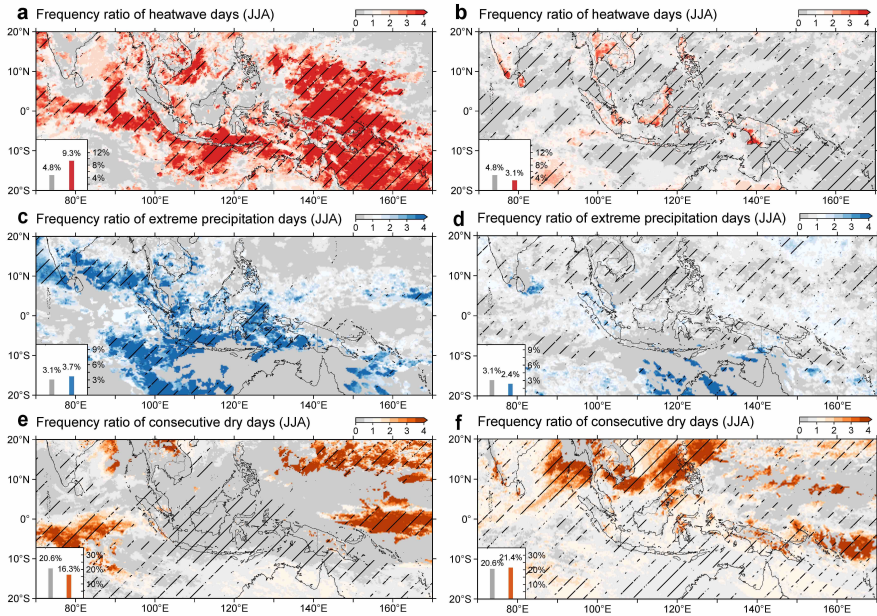 a Frequency ratio of heatwave days (JJA)
0 1 2 3 4
20°N
10°N
0°
10°S
20°S
4.8%
9.3%
12%
8%
4%
80°E 100°E 120°E 140°E 160°E
b Frequency ratio of heatwave days (JJA)
0 1 2 3 4
20°N
10°N
0°
10°S
20°S
4.8%
3.1%
12%
8%
4%
80°E 100°E 120°E 140°E 160°E
c Frequency ratio of extreme precipitation days (JJA)
0 1 2 3 4
20°N
10°N
0°
10°S
20°S
3.1%
3.7%
9%
6%
3%
80°E 100°E 120°E 140°E 160°E
d Frequency ratio of extreme precipitation days (JJA)
0 1 2 3 4
20°N
10°N
0°
10°S
20°S
3.1%
2.4%
9%
6%
3%
80°E 100°E 120°E 140°E 160°E
e Frequency ratio of consecutive dry days (JJA)
0 1 2 3 4
20°N
10°N
0°
10°S
20°S
20.6%
16.3%
30%
20%
10%
80°E 100°E 120°E 140°E 160°E
f Frequency ratio of consecutive dry days (JJA)
0 1 2 3 4
20°N
10°N
0°
10°S
20°S
20.6%
21.4%
30%
20%
10%
80°E 100°E 120°E 140°E 160°E